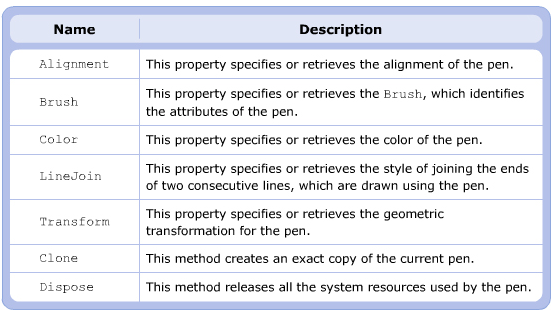 Name Description
Alignment This property specifies or retrieves the alignment of the pen.
Brush This property specifies or retrieves the Brush, which identifies
the attributes of the pen.
Color This property specifies or retrieves the color of the pen.
LineJoin This property specifies or retrieves the style of joining the ends
of two consecutive lines, which are drawn using the pen.
Transform This property specifies or retrieves the geometric
transformation for the pen.
Clone This method creates an exact copy of the current pen.
Dispose This method releases all the system resources used by the pen.